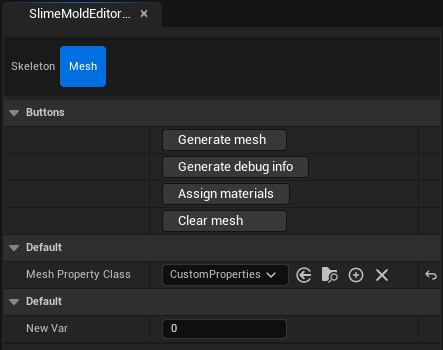 SlimeMoldEditor...
Skeleton Mesh
Buttons
Generate mesh
Generate debug info
Assign materials
Clear mesh
Default
Mesh Property Class CustomProperties
Default
New Var 0